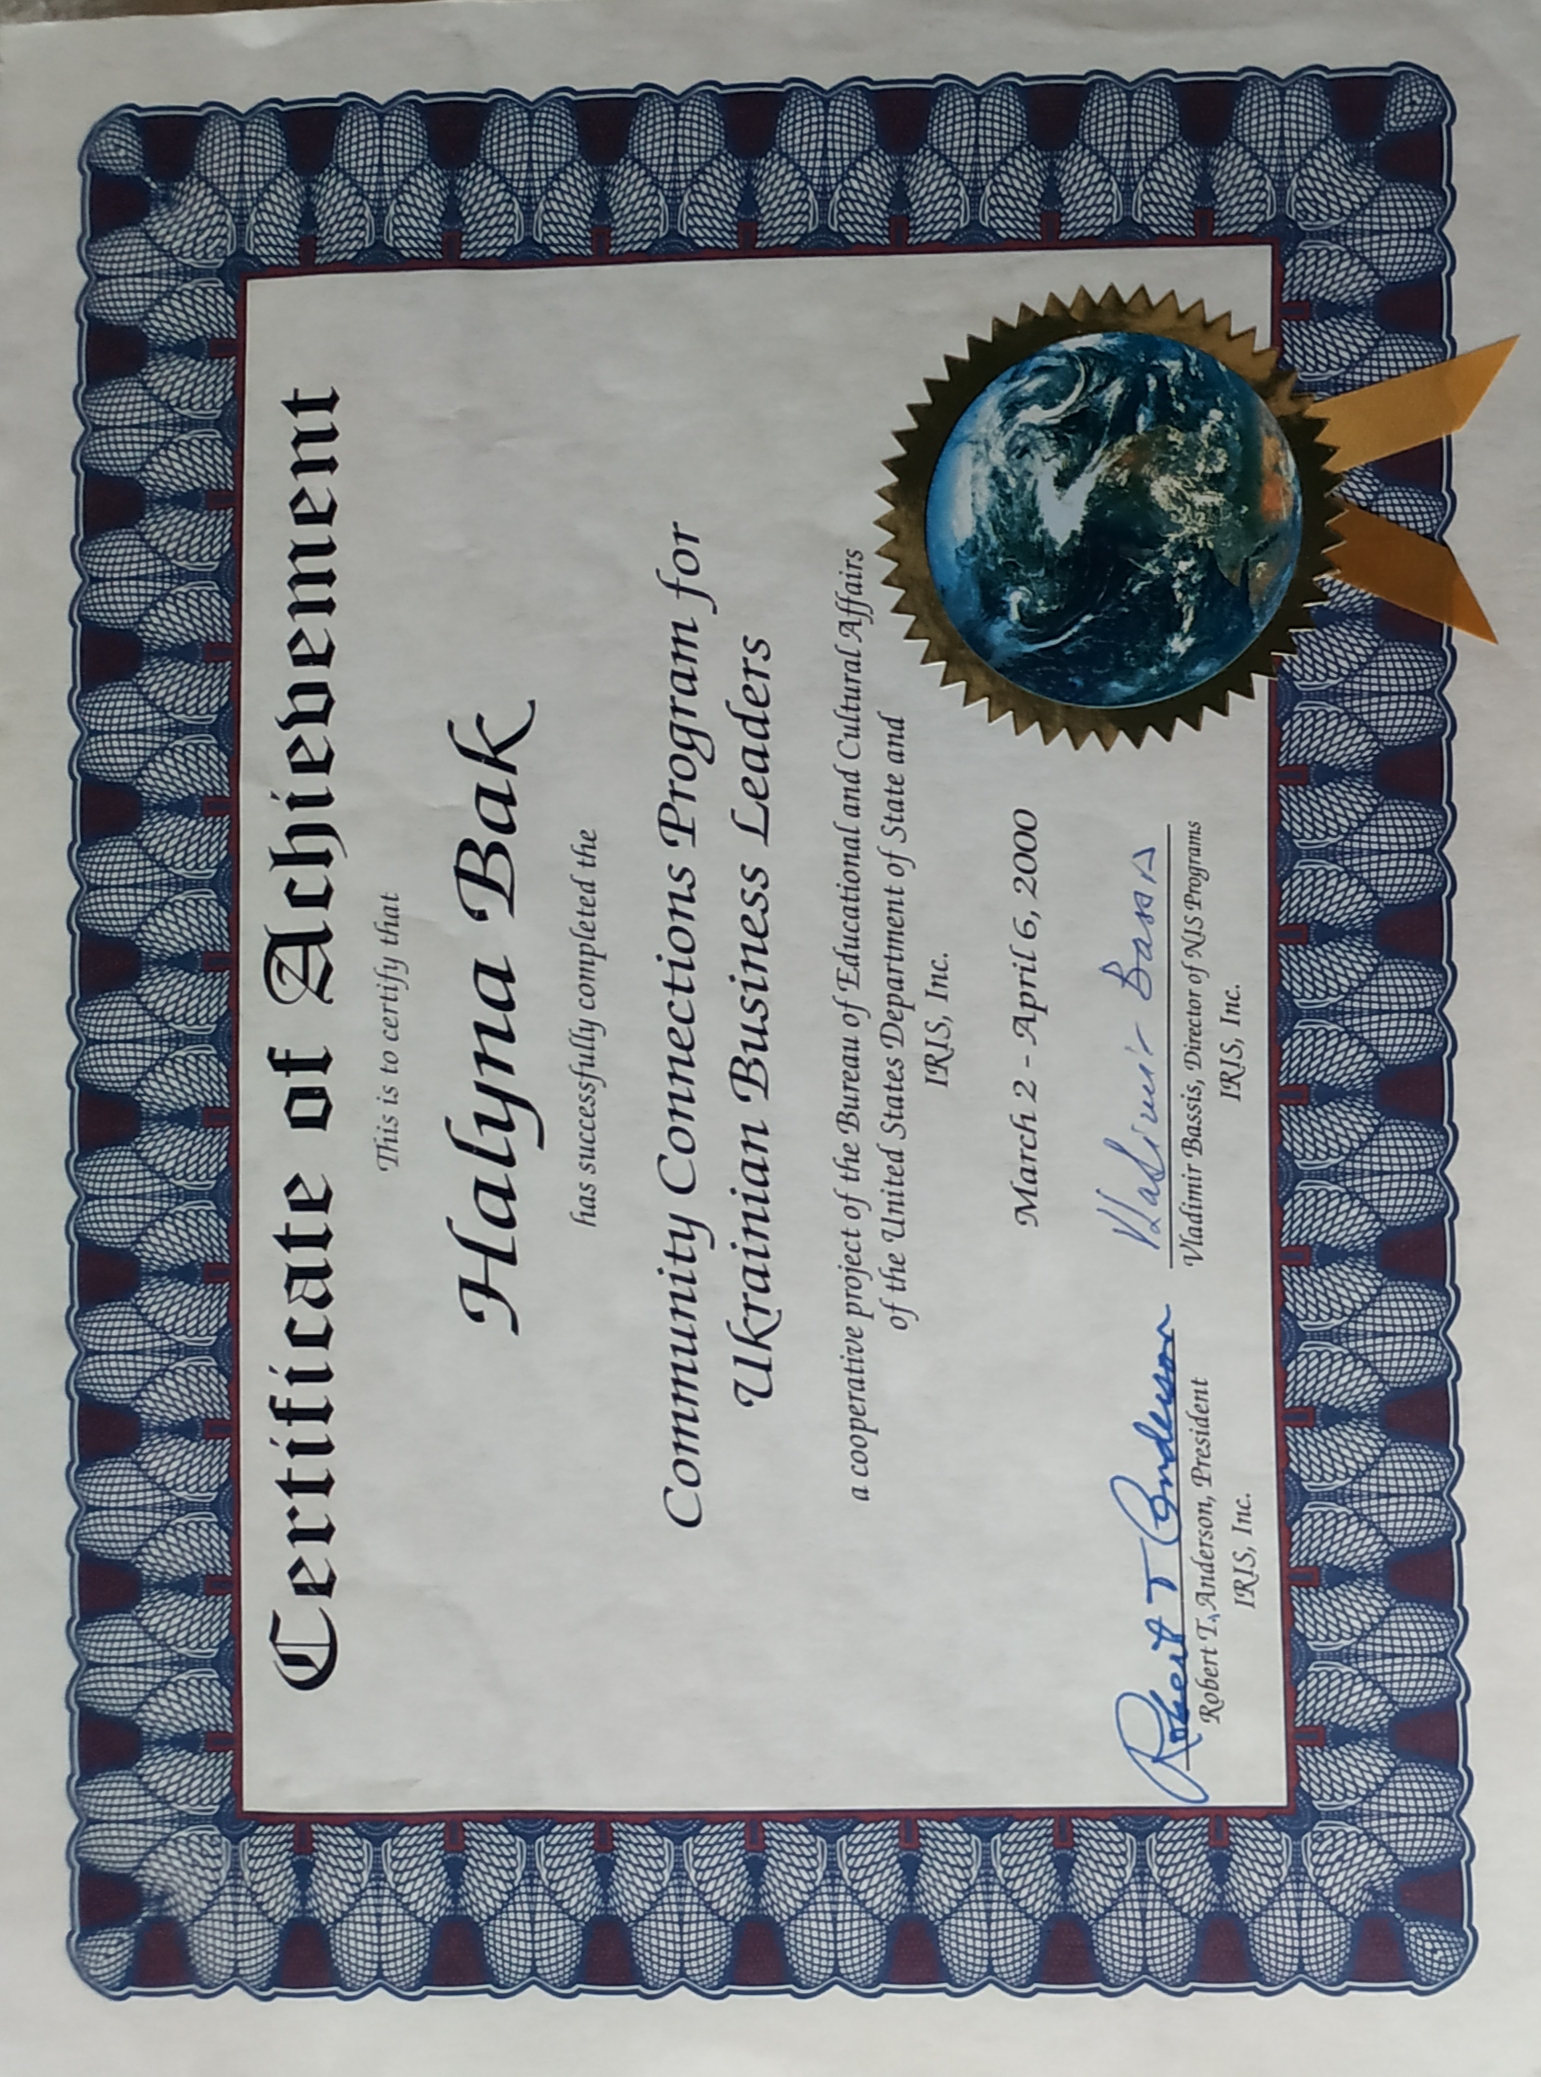 Certificate of Achievement
This is to certify that
Halyna Bak
has successfully completed the
Community Connections Program for
Ukrainian Business Leaders
a cooperative project of the Bureau of Educational and Cultural Affairs
of the United States Department of State and
IRIS, Inc.
March 2 - April 6, 2000
Robert T Anderson
Robert T. Anderson, President
IRIS, Inc.
Vladimir Bassis
Vladimir Bassis, Director of NIS Programs
IRIS, Inc.